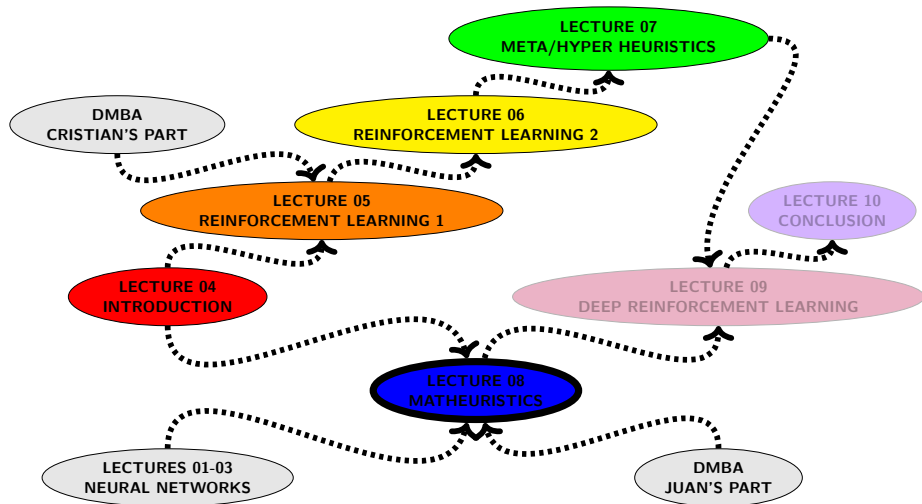 LECTURE 07
META/HYPER HEURISTICS
DMBA
CRISTIAN'S PART
LECTURE 06
REINFORCEMENT LEARNING 2
LECTURE 05
REINFORCEMENT LEARNING 1
LECTURE 10
CONCLUSION
LECTURE 04
INTRODUCTION
LECTURE 09
DEEP REINFORCEMENT LEARNING
LECTURE 08
MATHEURISTICS
LECTURES 01-03
NEURAL NETWORKS
DMBA
JUAN'S PART